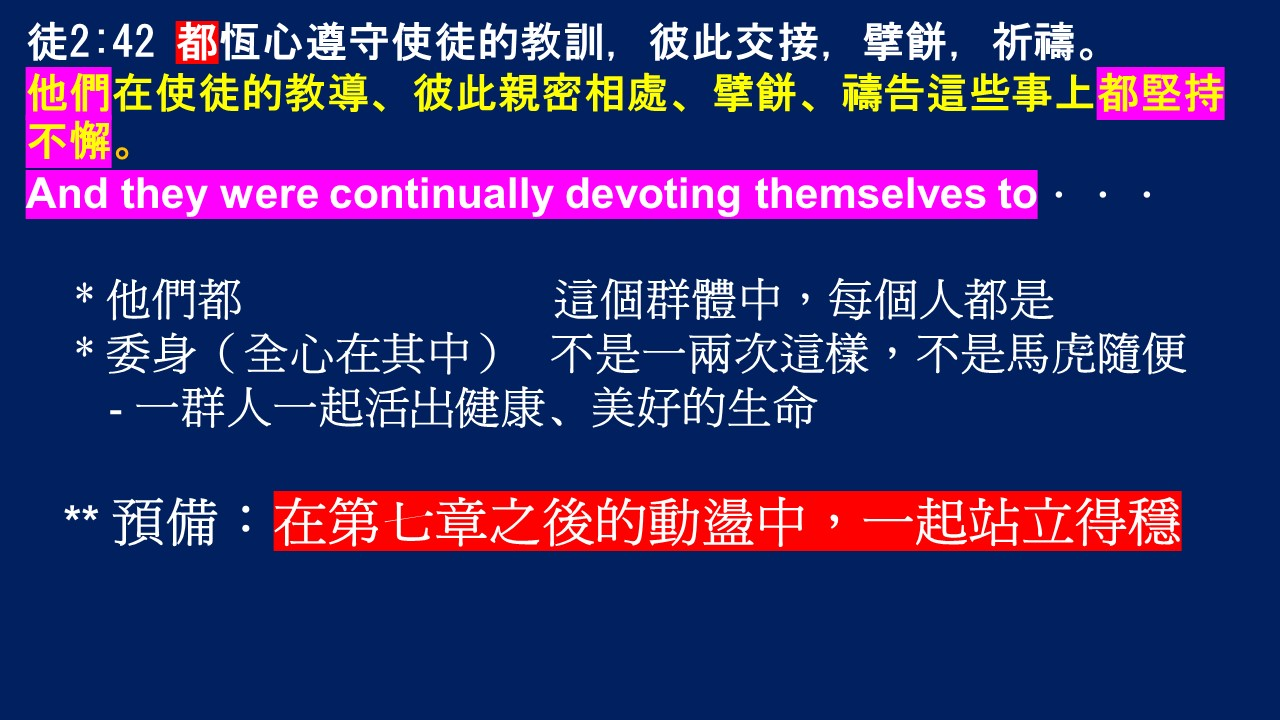 徒2:42 都恆心遵守使徒的教訓, 彼此交接, 擘餅, 祈禱。
他們在使徒的教導、彼此親密相處、擘餅、禱告這些事上都堅持
不懈。
And they were continually devoting themselves to．．．
* 他們都 這個群體中，每個人都是
* 委身（全心在其中） 不是一兩次這樣，不是馬虎隨便
- 一群人一起活出健康、美好的生命
** 預備：在第七章之後的動盪中，一起站立得穩